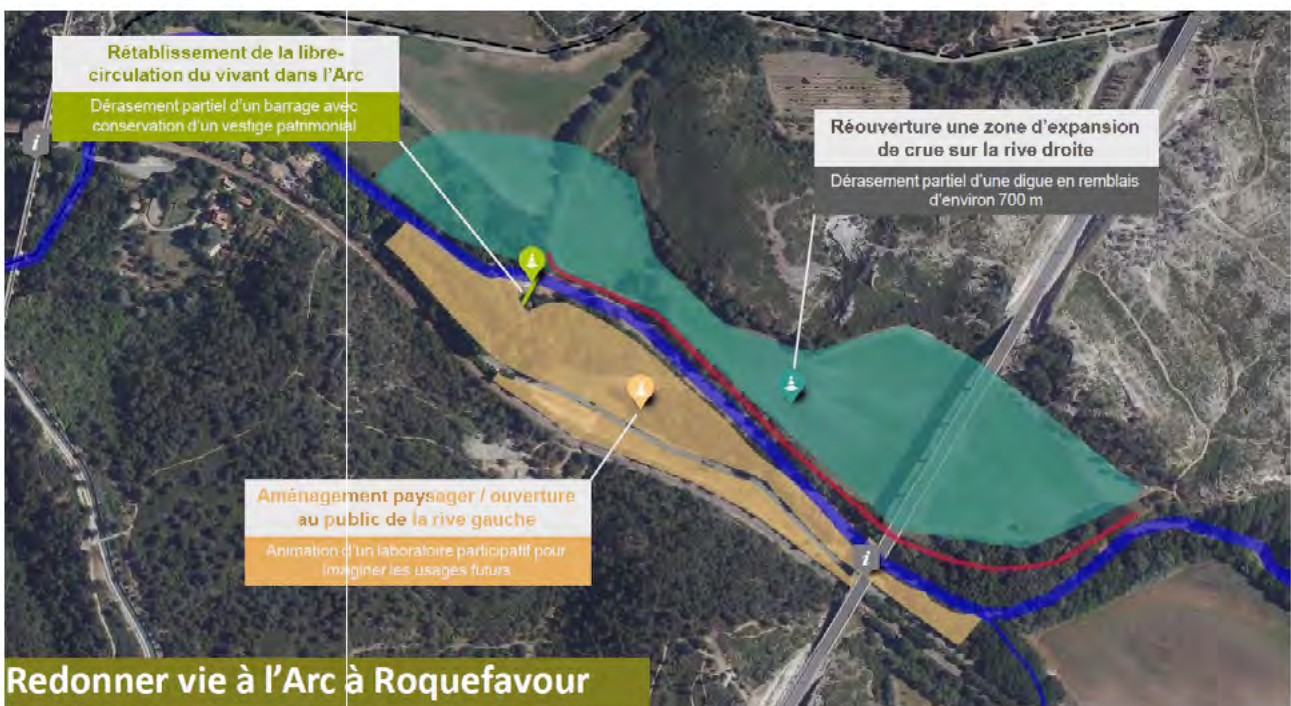 Rétablissement de la libre-
circulation du vivant dans l'Arc
Dérasement partiel d'un barrage avec
conservation d'un vestige patrimonial
Réouverture une zone d'expansion
de crue sur la rive droite
Dérasement partiel d'une digue en remblais
d'environ 700 m
Aménagement paysager / ouverture
au public de la rive gauche
Animation d'un laboratoire participatif pour
imaginer les usages futurs
i
i
Redonner vie à l'Arc à Roquefavour